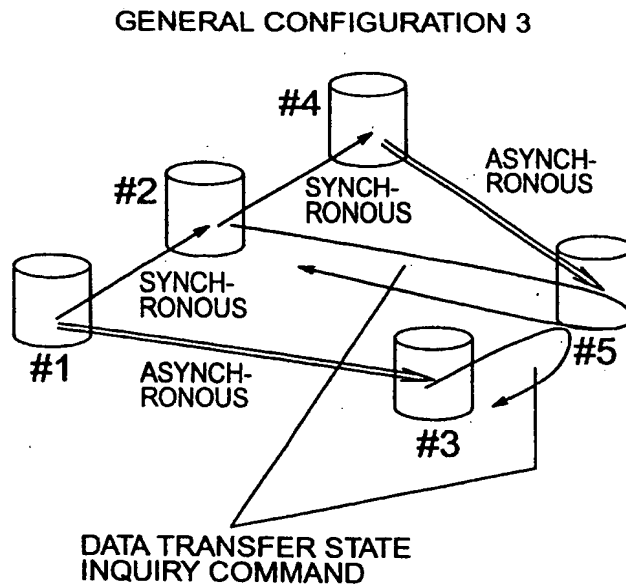 GENERAL CONFIGURATION 3
#4
ASYNCH-
RONOUS
#2
SYNCH-
RONOUS
SYNCH-
RONOUS
#1
#5
ASYNCH-
RONOUS
#3
DATA TRANSFER STATE
INQUIRY COMMAND